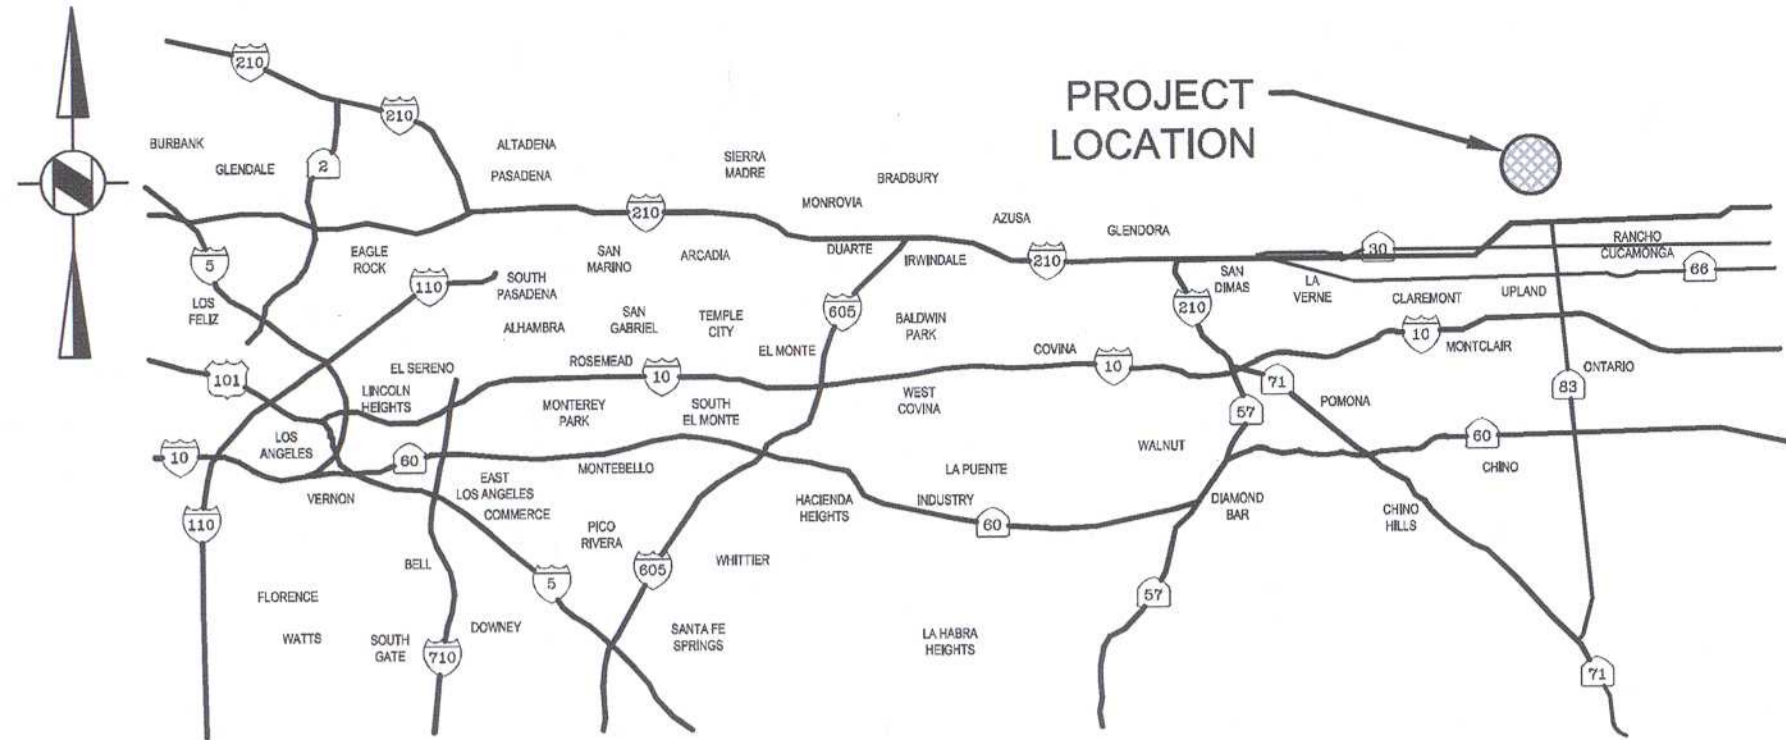 210
210
PROJECT
LOCATION
BURBANK
GLENDALE
2
ALTADENA
PASADENA
SIERRA
MADRE
BRADBURY
MONROVIA
210
AZUSA
GLENDORA
5
EAGLE
ROCK
SAN
MARINO
ARCADIA
DUARTE
IRWINDALE
210
30
RANCHO
CUCAMONGA
66
110
SOUTH
PASADENA
SAN
DIMAS
LA
VERNE
CLAREMONT
UPLAND
LOS
FELIZ
ALHAMBRA
SAN
GABRIEL
TEMPLE
CITY
605
BALDWIN
PARK
210
10
MONTCLAIR
101
EL SERENO
ROSEMEAD
10
EL MONTE
COVINA
10
71
POMONA
83
ONTARIO
LINCOLN
HEIGHTS
MONTEREY
PARK
SOUTH
EL MONTE
WEST
COVINA
57
10
LOS
ANGELES
60
MONTEBELLO
WALNUT
60
VERNON
EAST
LOS ANGELES
COMMERCE
LA PUENTE
CHINO
110
PICO
RIVERA
HACIENDA
HEIGHTS
INDUSTRY
60
DIAMOND
BAR
CHINO
HILLS
BELL
5
605
WHITTIER
57
FLORENCE
WATTS
SOUTH
GATE
710
DOWNEY
SANTA FE
SPRINGS
LA HABRA
HEIGHTS
71